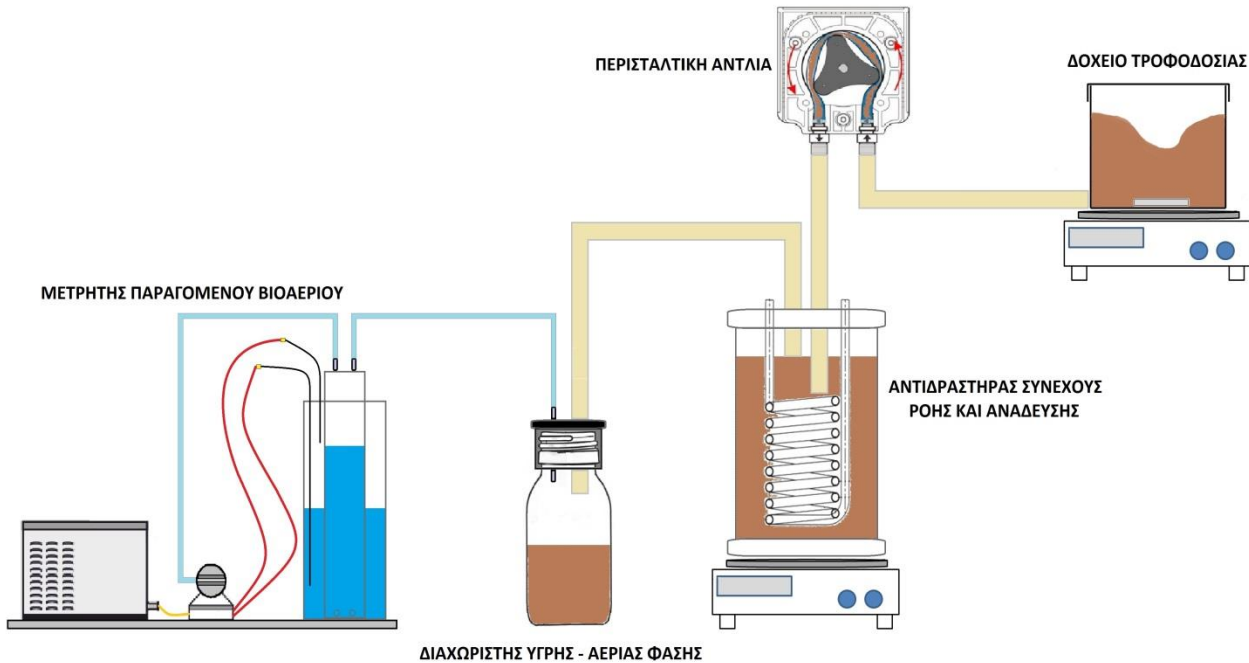 ΠΕΡΙΣΤΑΛΤΙΚΗ ΑΝΤΛΙΑ
ΔΟΧΕΙΟ ΤΡΟΦΟΔΟΣΙΑΣ
ΜΕΤΡΗΤΗΣ ΠΑΡΑΓΟΜΕΝΟΥ ΒΙΟΑΕΡΙΟΥ
ΑΝΤΙΔΡΑΣΤΗΡΑΣ ΣΥΝΕΧΟΥΣ
ΡΟΗΣ ΚΑΙ ΑΝΑΔΕΥΣΗΣ
ΔΙΑΧΩΡΙΣΤΗΣ ΥΓΡΗΣ - ΑΕΡΙΑΣ ΦΑΣΗΣ